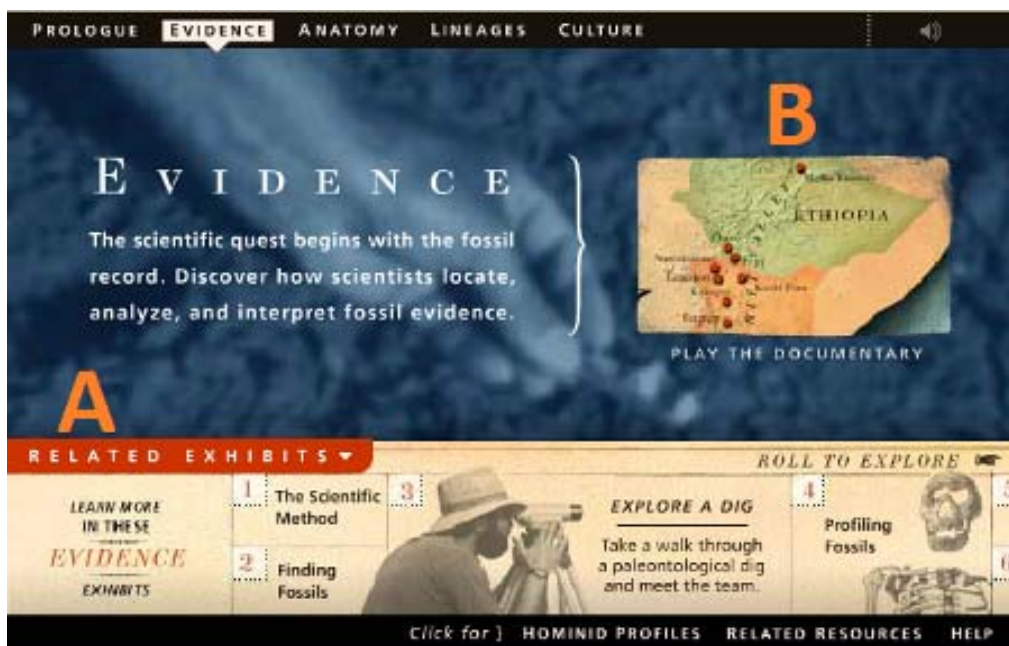 PROLOGUE EVIDENCE ANATOMY LINEAGES CULTURE
B
EVIDENCE
The scientific quest begins with the fossil
record. Discover how scientists locate,
analyze, and interpret fossil evidence.
ETHIOPIA
VALLEY
PLAY THE DOCUMENTARY
A
RELATED EXHIBITS
ROLL TO EXPLORE
LEARN MORE
IN THESE
EVIDENCE
EXHIBITS
1 The Scientific
Method
2 Finding
Fossils
3
EXPLORE A DIG
Take a walk through
a paleontological dig
and meet the team.
4
Profiling
Fossils
5
6
Click for ] HOMINID PROFILES RELATED RESOURCES HELP